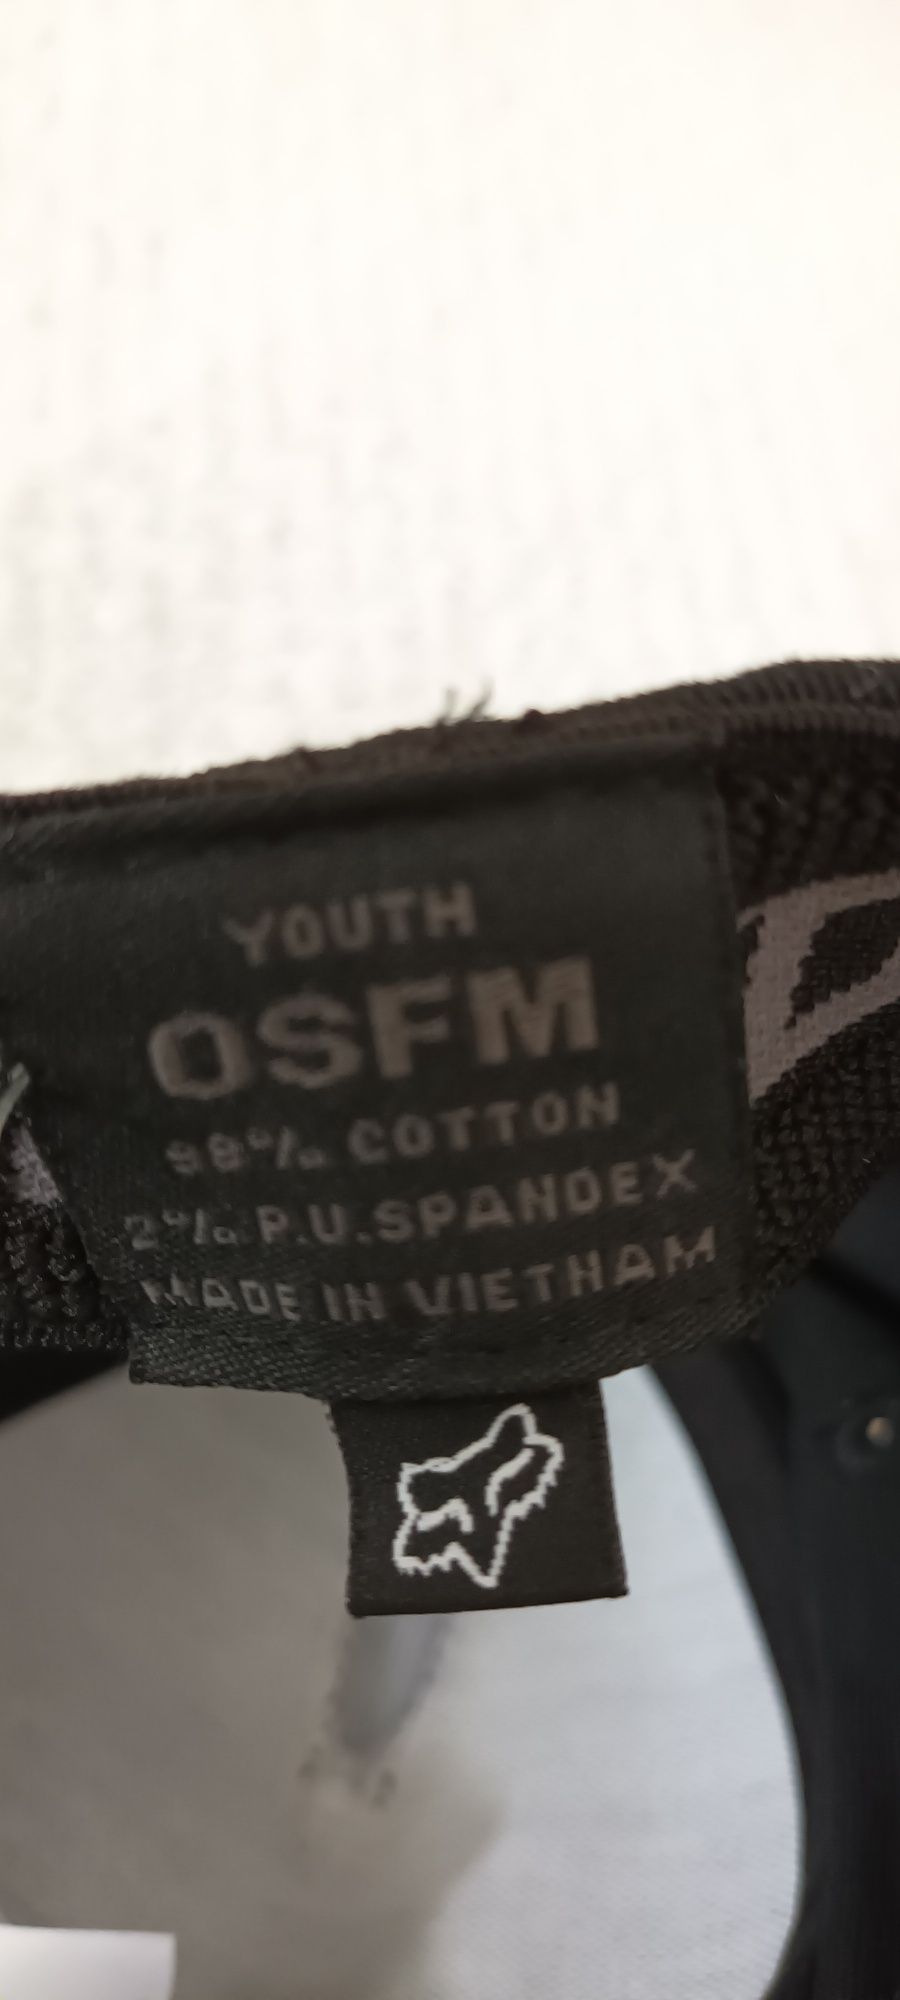 YOUTH
OSFM
98% COTTON
2% P.U.SPANDEX
MADE IN VIETNAM